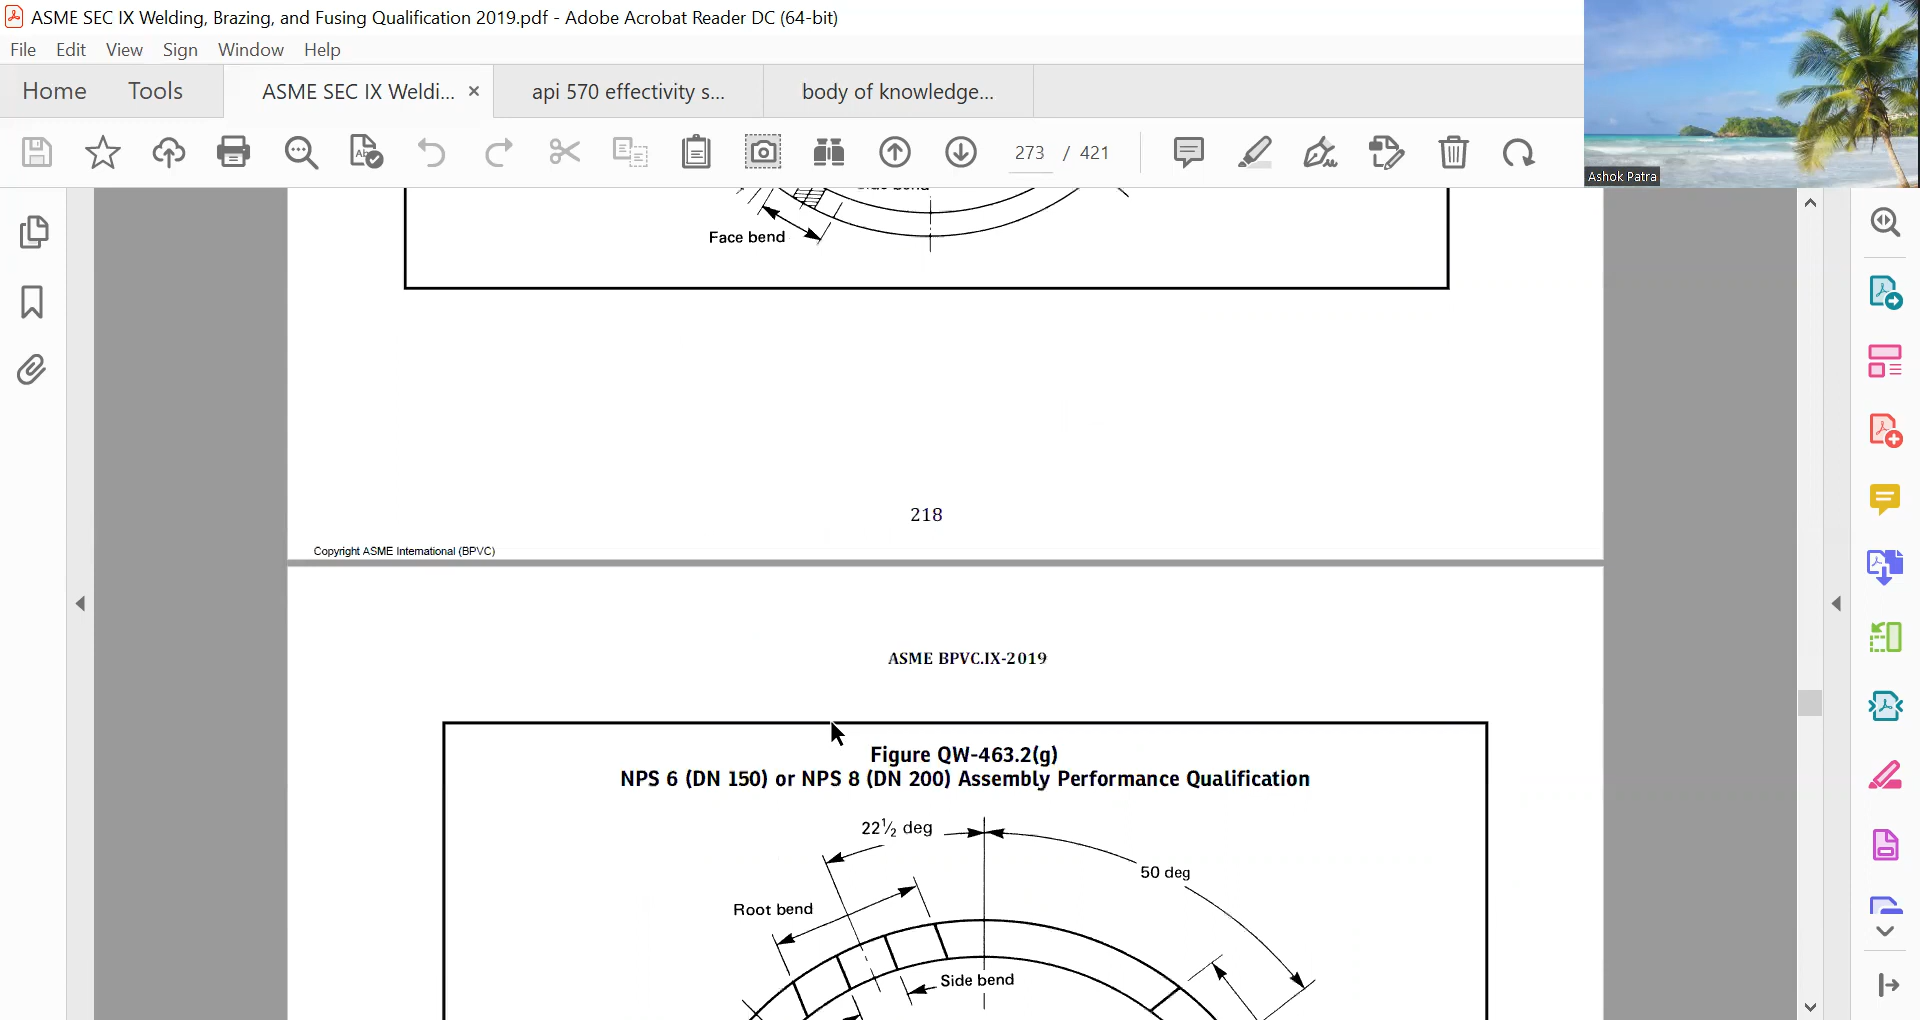 ASME SEC IX Welding, Brazing, and Fusing Qualification 2019.pdf - Adobe Acrobat Reader DC (64-bit)
File Edit View Sign Window Help
Home Tools ASME SEC IX Weldi... × api 570 effectivity s... body of knowledge...
273 / 421
Ashok Patra
Face bend
218
Copyright ASME International (BPVC)
ASME BPVC.IX-2019
Figure QW-463.2(g)
NPS 6 (DN 150) or NPS 8 (DN 200) Assembly Performance Qualification
22½ deg
50 deg
Root bend
Side bend